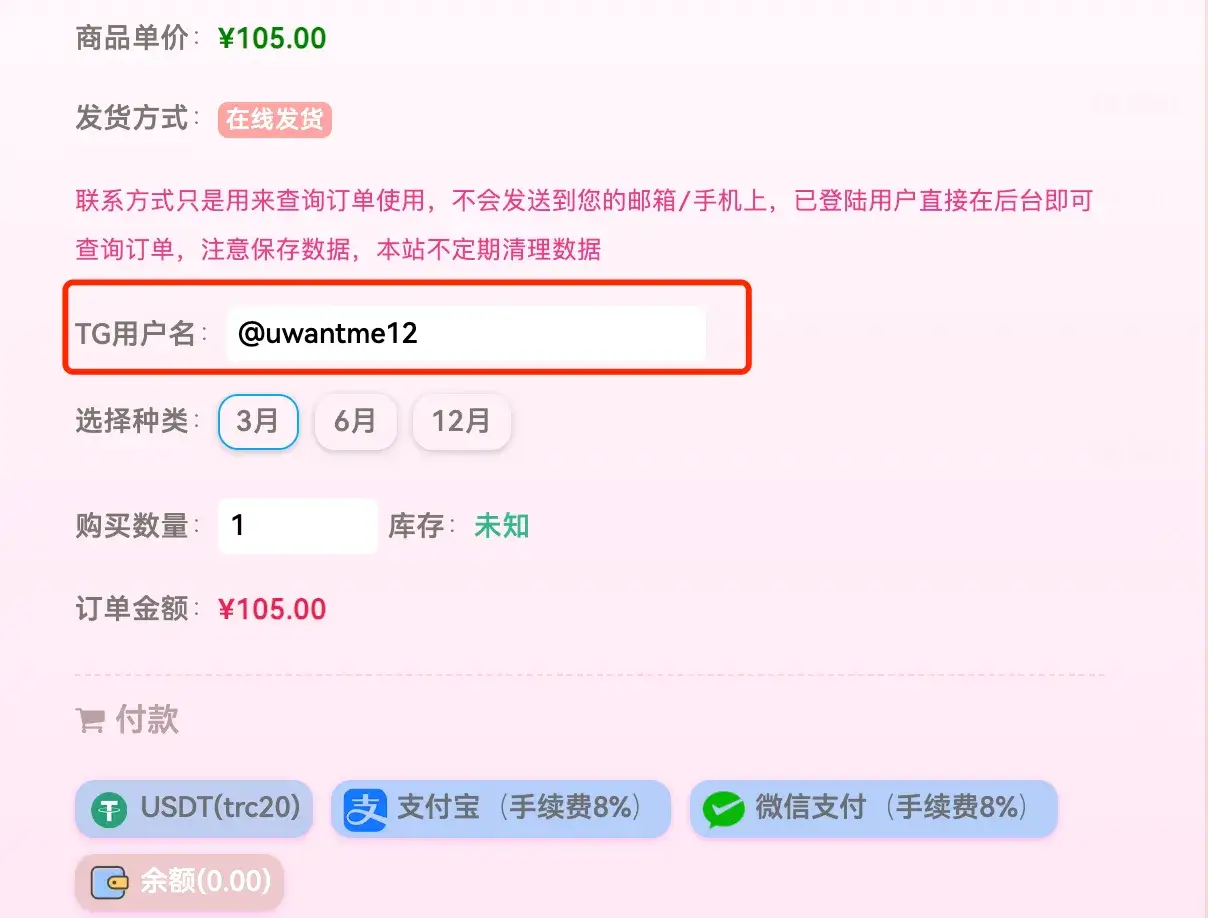 商品单价： ¥105.00
发货方式： 在线发货
联系方式只是用来查询订单使用，不会发送到您的邮箱/手机上，已登陆用户直接在后台即可
查询订单，注意保存数据，本站不定期清理数据
TG用户名： @uwantme12
选择种类： 3月 6月 12月
购买数量： 1 库存： 未知
订单金额： ¥105.00
付款
USDT(trc20) 支付宝（手续费8%） 微信支付（手续费8%）
余额(0.00)